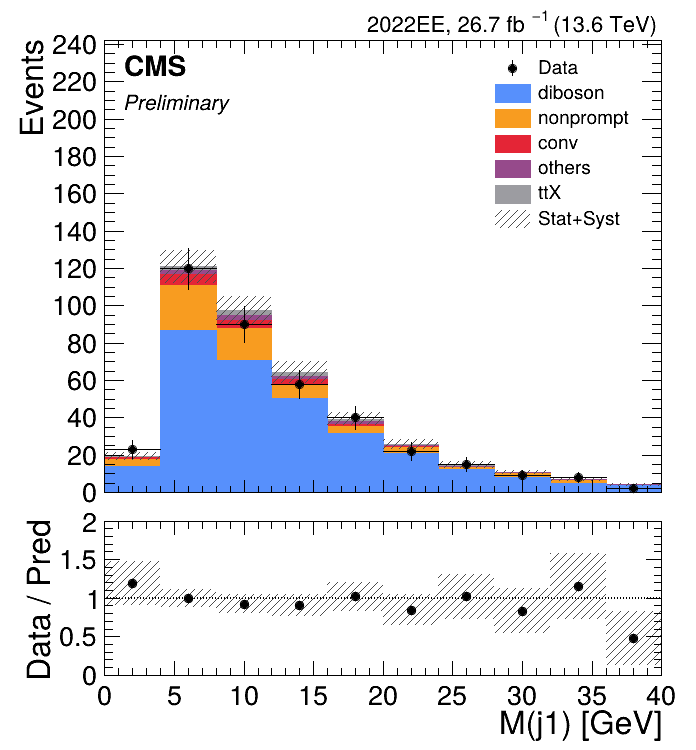 2022EE, 26.7 fb⁻¹ (13.6 TeV)
CMS
Preliminary
Events
240
220
200
180
160
140
120
100
80
60
40
20
0
Data
diboson
nonprompt
conv
others
ttX
Stat+Syst
Data / Pred
2
1.5
1
0.5
0
0 5 10 15 20 25 30 35 40
M(j1) [GeV]